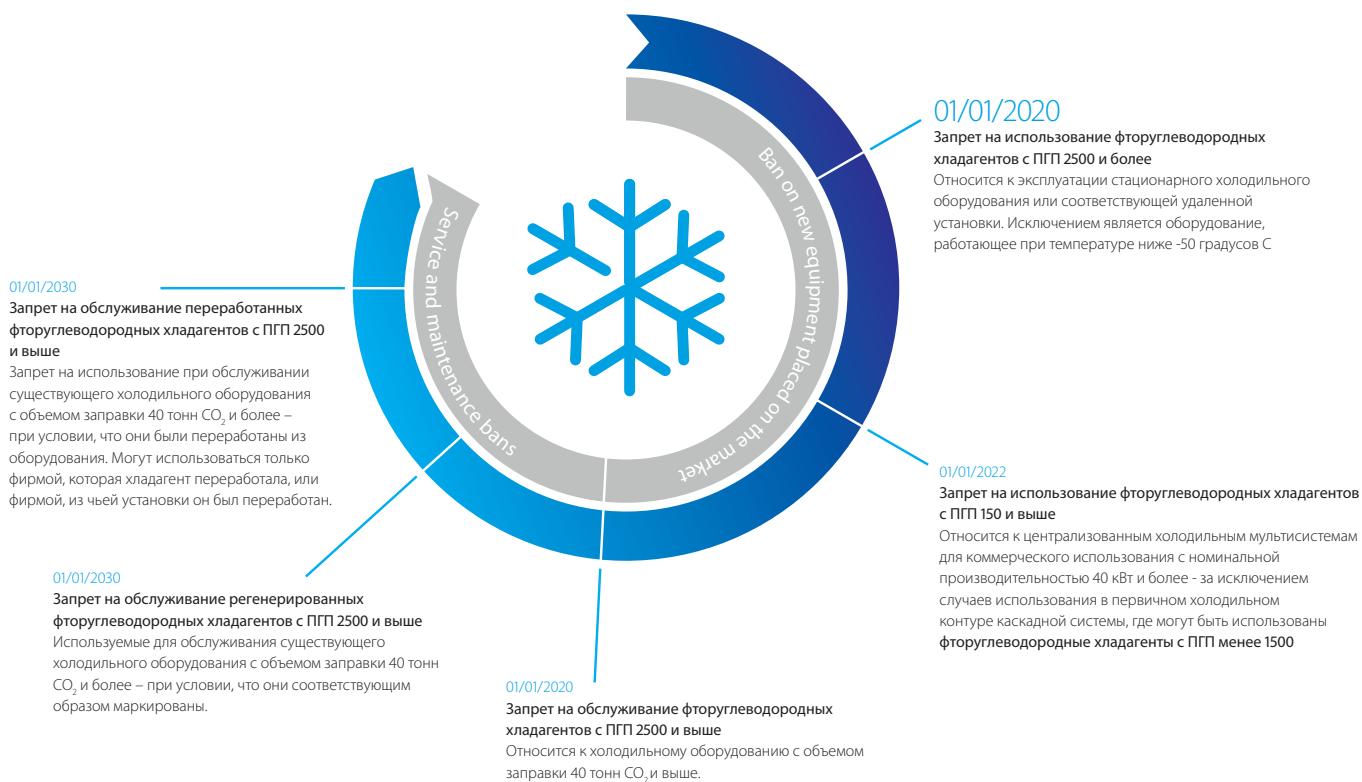 01/01/2020
Запрет на использование фторуглеводородных
хладагентов с ПГП 2500 и более
Относится к эксплуатации стационарного холодильного
оборудования или соответствующей удаленной
установки. Исключением является оборудование,
работающее при температуре ниже -50 градусов С
Ban on new equipment placed on the market
Service and maintenance bans
01/01/2022
Запрет на использование фторуглеводородных хладагентов
с ПГП 150 и выше
Относится к централизованным холодильным мультисистемам
для коммерческого использования с номинальной
производительностью 40 кВт и более - за исключением
случаев использования в первичном холодильном
контуре каскадной системы, где могут быть использованы
фторуглеводородные хладагенты с ПГП менее 1500
01/01/2020
Запрет на обслуживание фторуглеводородных
хладагентов с ПГП 2500 и выше
Относится к холодильному оборудованию с объемом
заправки 40 тонн CO₂ и выше.
01/01/2030
Запрет на обслуживание регенерированных
фторуглеводородных хладагентов с ПГП 2500 и выше
Используемые для обслуживания существующего
холодильного оборудования с объемом заправки 40 тонн
CO₂ и более – при условии, что они соответствующим
образом маркированы.
01/01/2030
Запрет на обслуживание переработанных
фторуглеводородных хладагентов с ПГП 2500
и выше
Запрет на использование при обслуживании
существующего холодильного оборудования
с объемом заправки 40 тонн CO₂ и более –
при условии, что они были переработаны из
оборудования. Могут использоваться только
фирмой, которая хладагент переработала, или
фирмой, из чьей установки он был переработан.